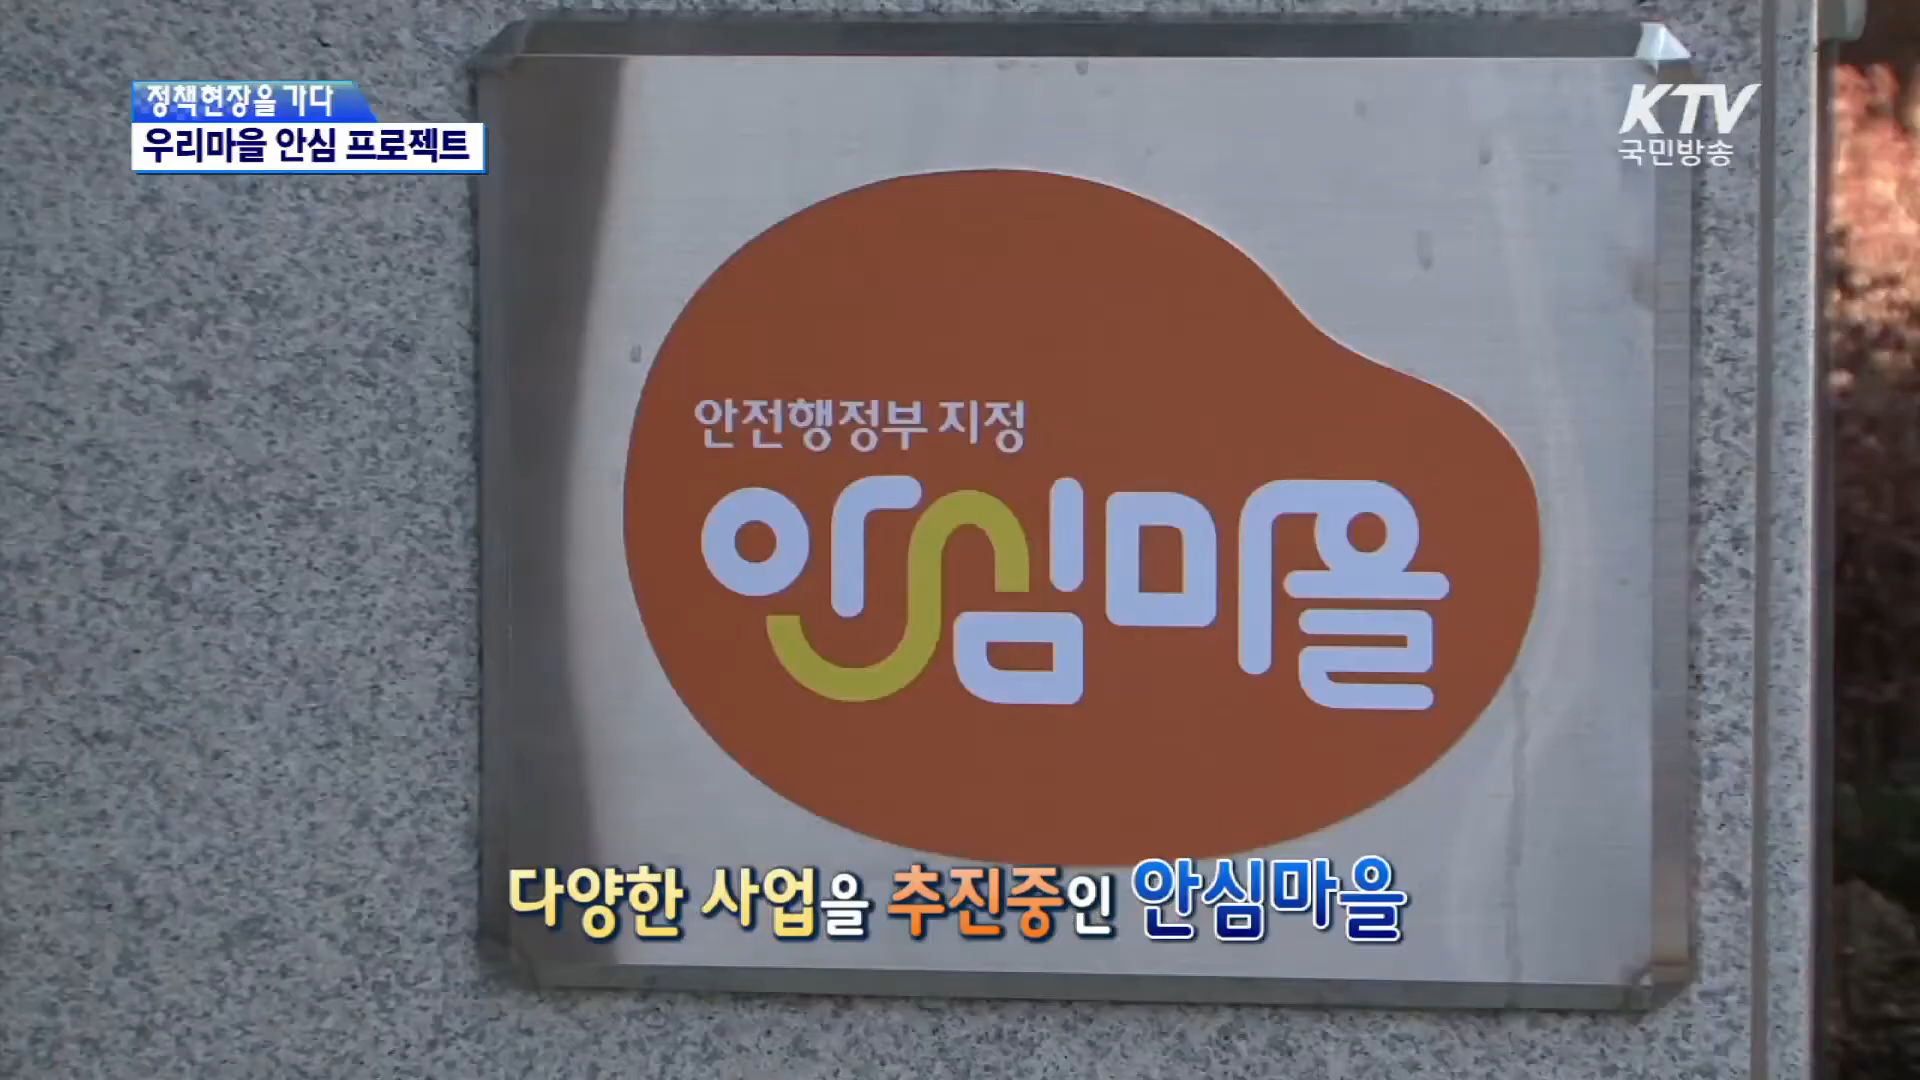 정책현장을 가다
우리마을 안심 프로젝트
KTV
국민방송
안전행정부 지정
안심마을
다양한 사업을 추진중인 안심마을